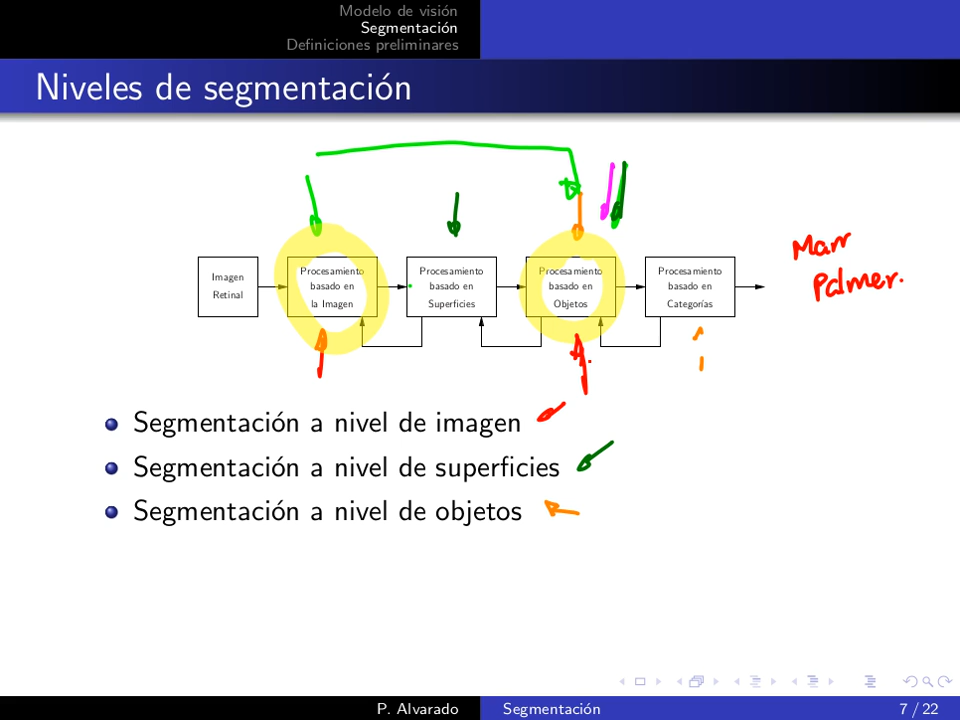 Modelo de visión
Segmentación
Definiciones preliminares
Niveles de segmentación
Imagen
Retinal
Procesamiento
basado en
la Imagen
Procesamiento
basado en
Superficies
Procesamiento
basado en
Objetos
Procesamiento
basado en
Categorías
Marr
Palmer.
Segmentación a nivel de imagen
Segmentación a nivel de superficies
Segmentación a nivel de objetos
P. Alvarado
Segmentación
7 / 22